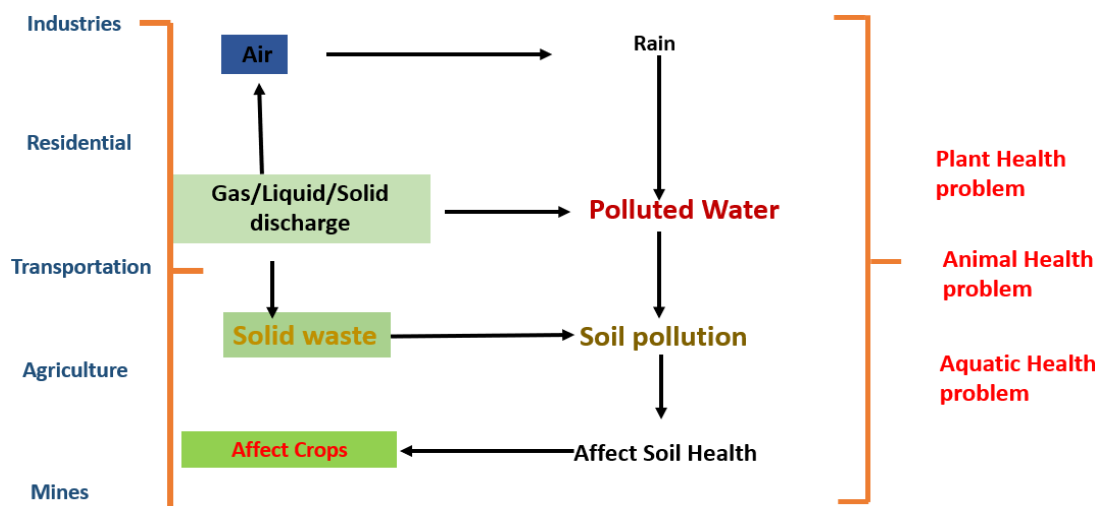 Industries
Air
Rain
Residential
Gas/Liquid/Solid
discharge
Polluted Water
Plant Health
problem
Transportation
Animal Health
problem
Solid waste
Soil pollution
Agriculture
Aquatic Health
problem
Affect Crops
Affect Soil Health
Mines